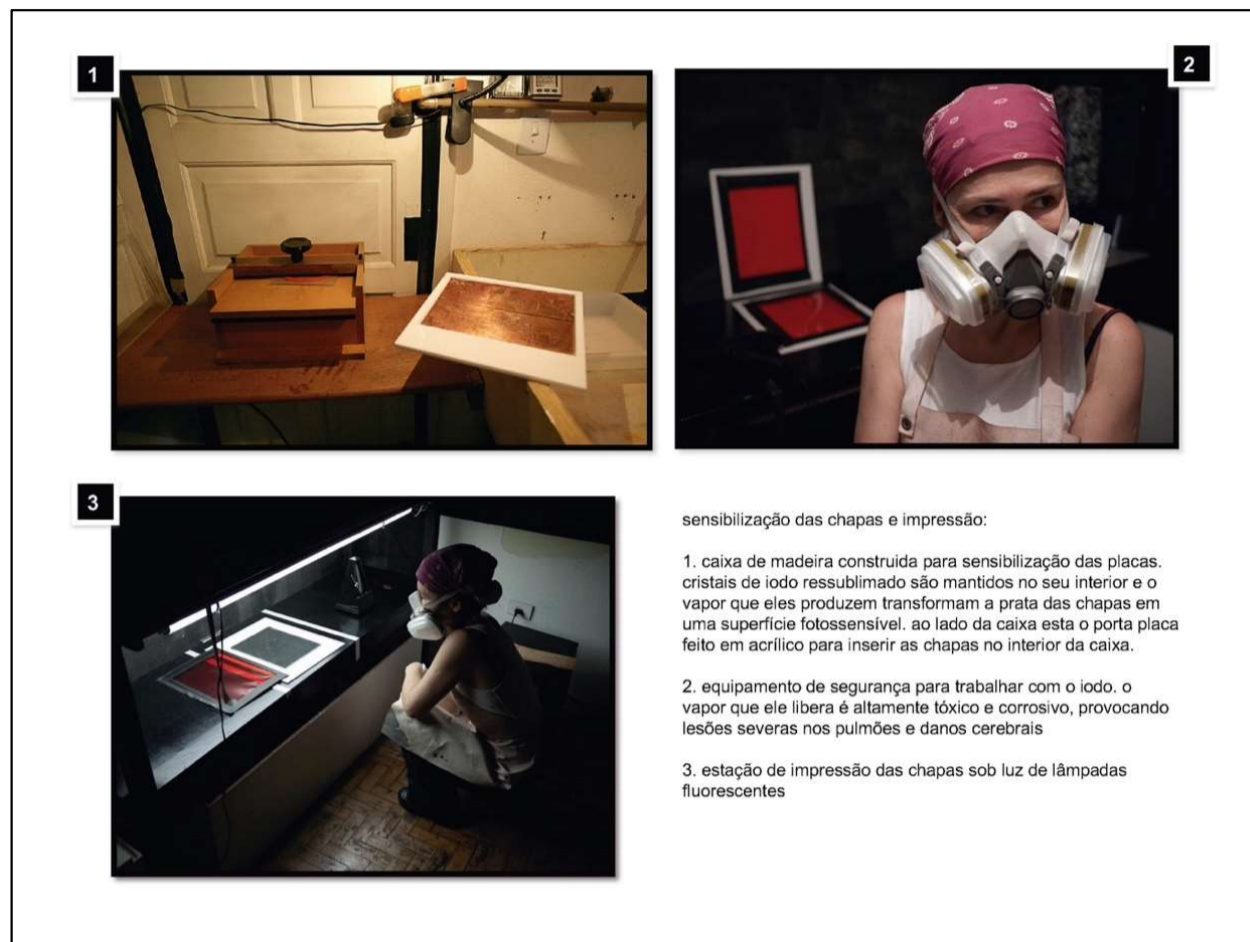 1
2
3
sensibilização das chapas e impressão:
1. caixa de madeira construida para sensibilização das placas.
cristais de iodo ressublimado são mantidos no seu interior e o
vapor que eles produzem transformam a prata das chapas em
uma superfície fotossensível. ao lado da caixa esta o porta placa
feito em acrílico para inserir as chapas no interior da caixa.
2. equipamento de segurança para trabalhar com o iodo. o
vapor que ele libera é altamente tóxico e corrosivo, provocando
lesões severas nos pulmões e danos cerebrais
3. estação de impressão das chapas sob luz de lâmpadas
fluorescentes